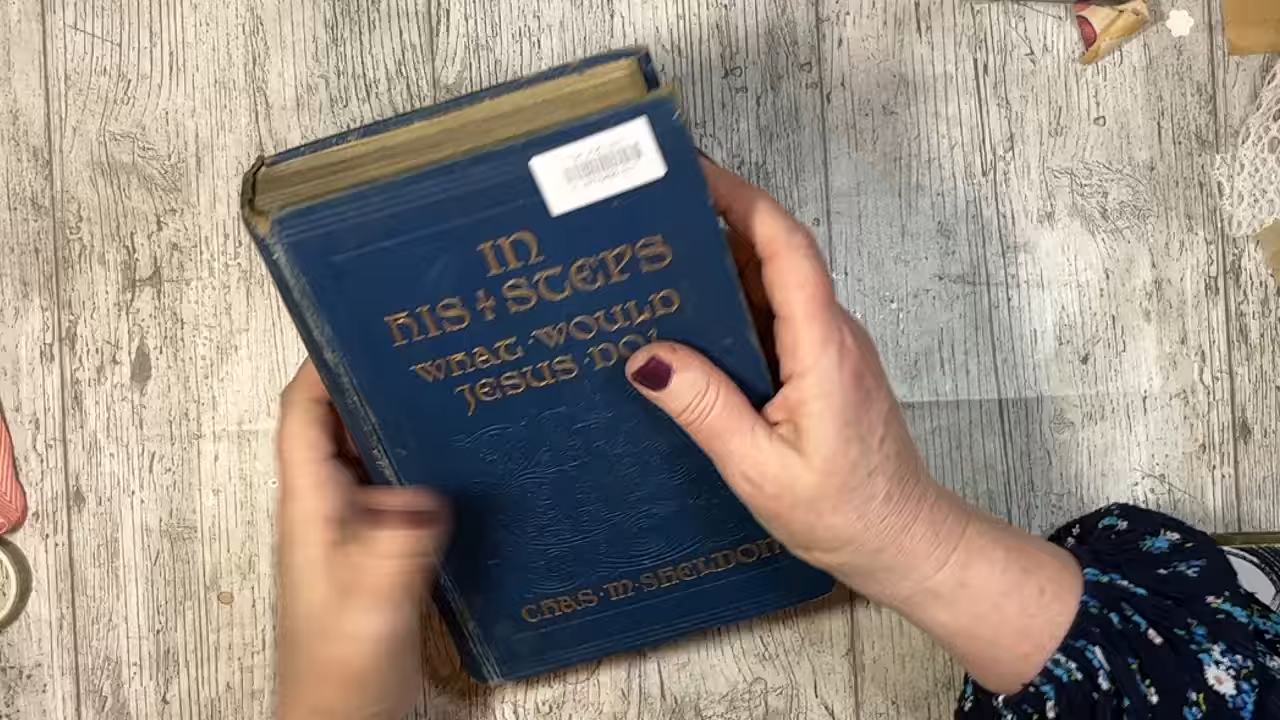 IN
HIS STEPS
WHAT·WOULD
JESUS·DO?
CHAS·M·SHELDON